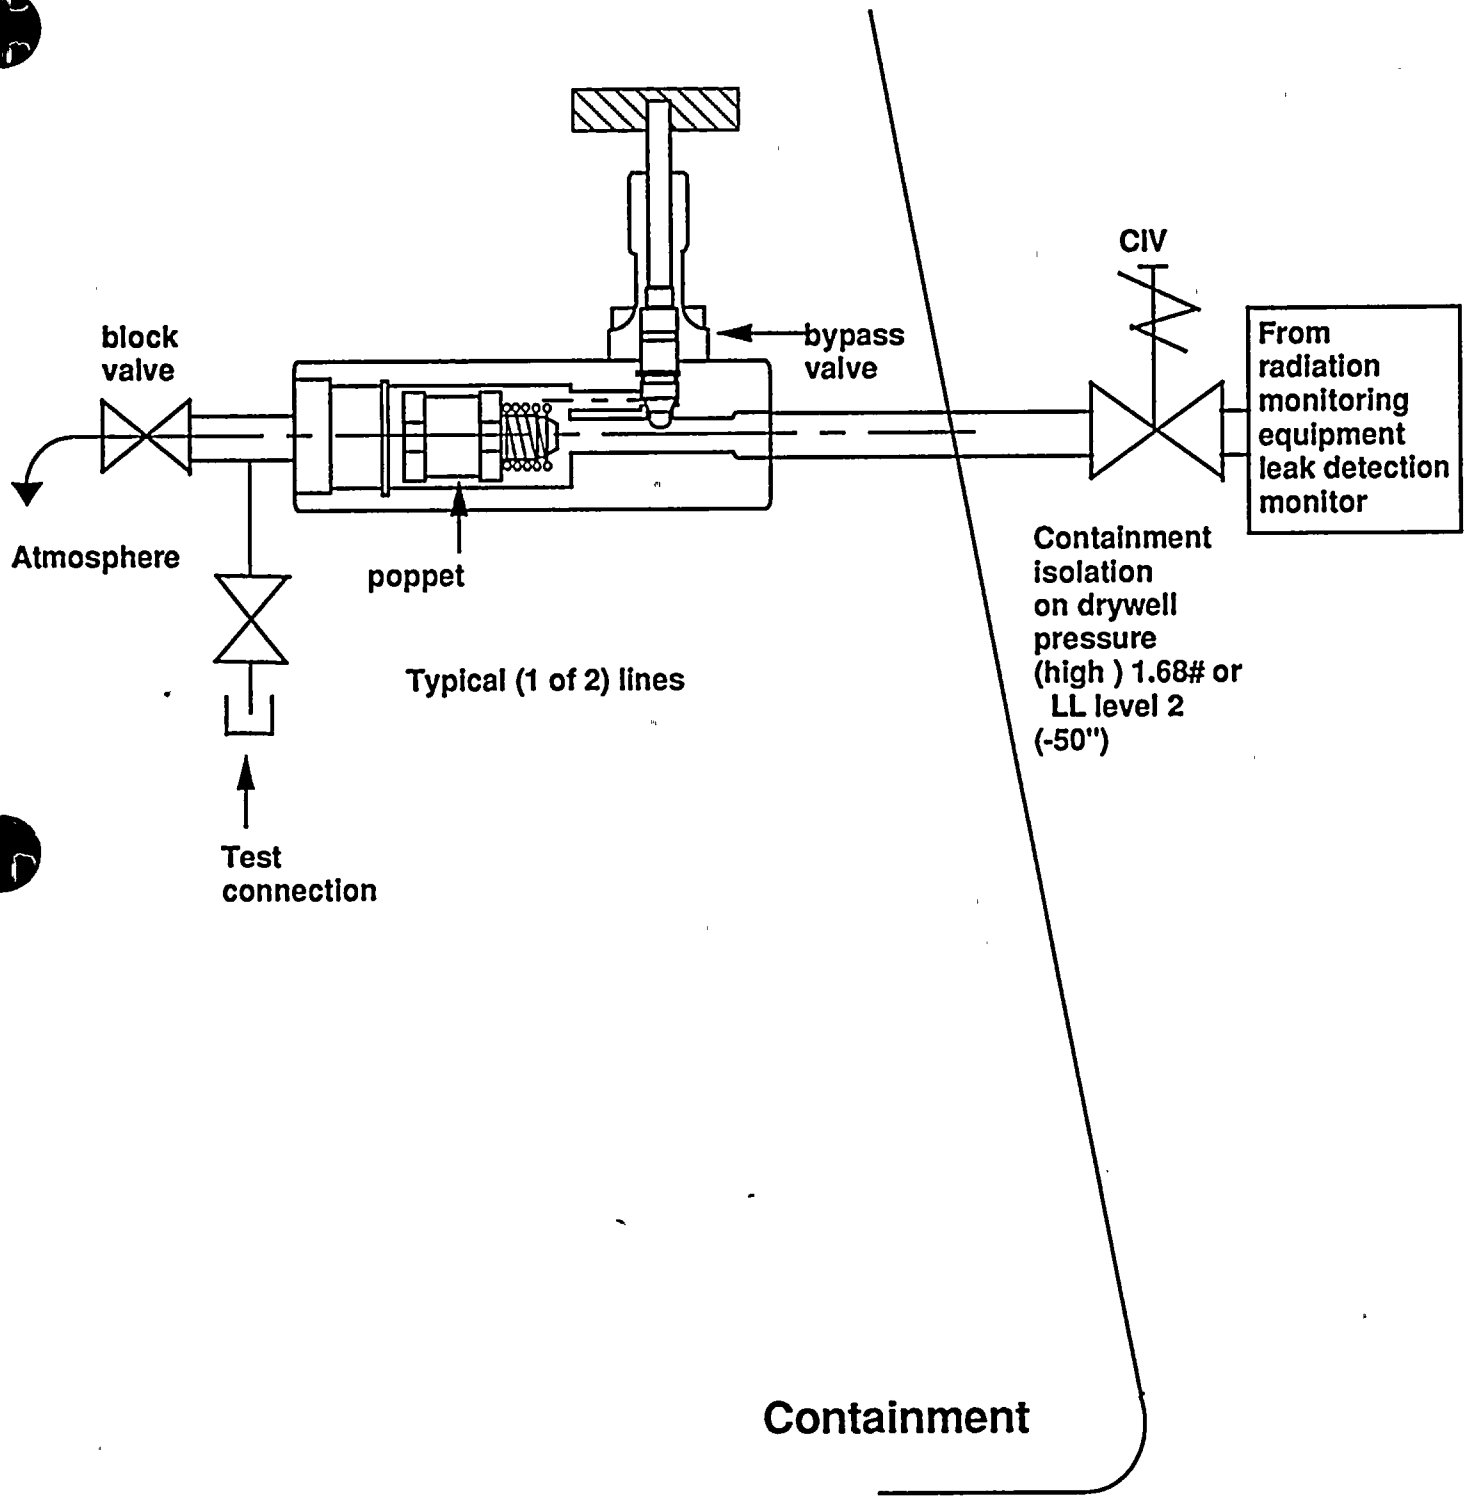 CIV
block
valve
bypass
valve
From
radiation
monitoring
equipment
leak detection
monitor
Atmosphere
poppet
Containment
isolation
on drywell
pressure
(high ) 1.68# or
LL level 2
(-50")
Typical (1 of 2) lines
Test
connection
Containment